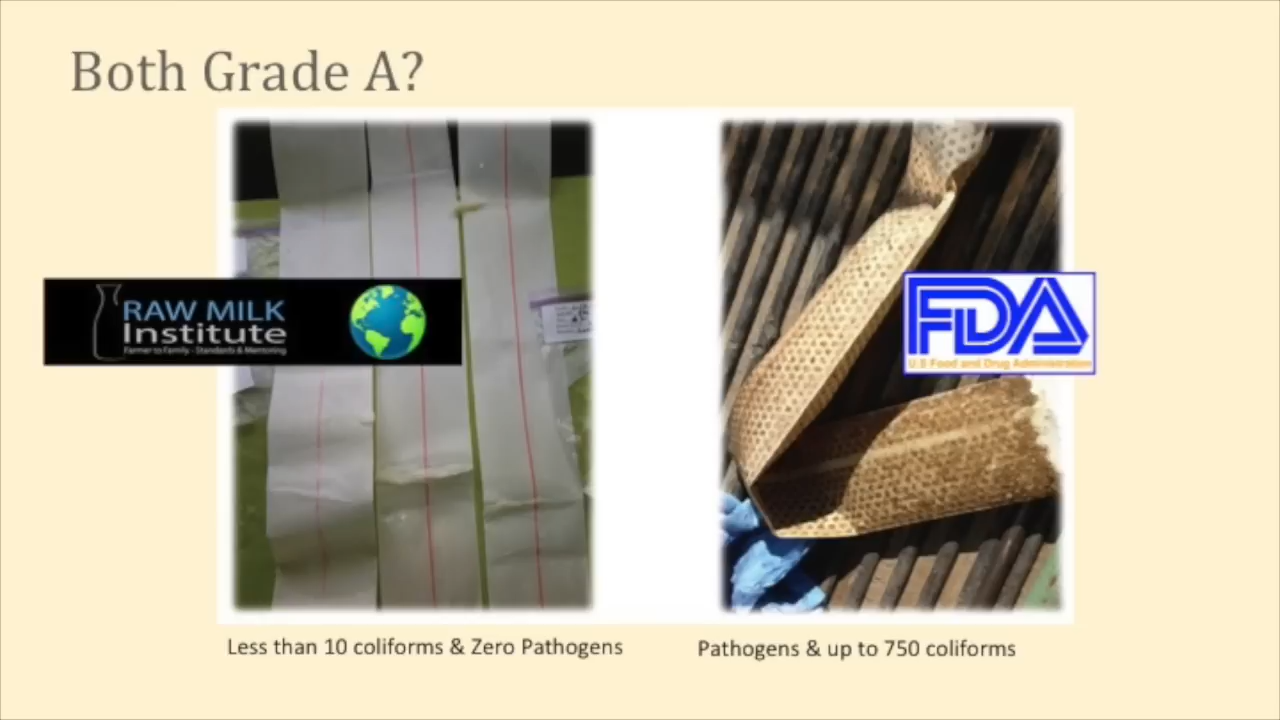 Both Grade A?
RAW MILK
Institute
Farmer to Family - Standards & Mentoring
FDA
U.S Food and Drug Administration
Less than 10 coliforms & Zero Pathogens
Pathogens & up to 750 coliforms